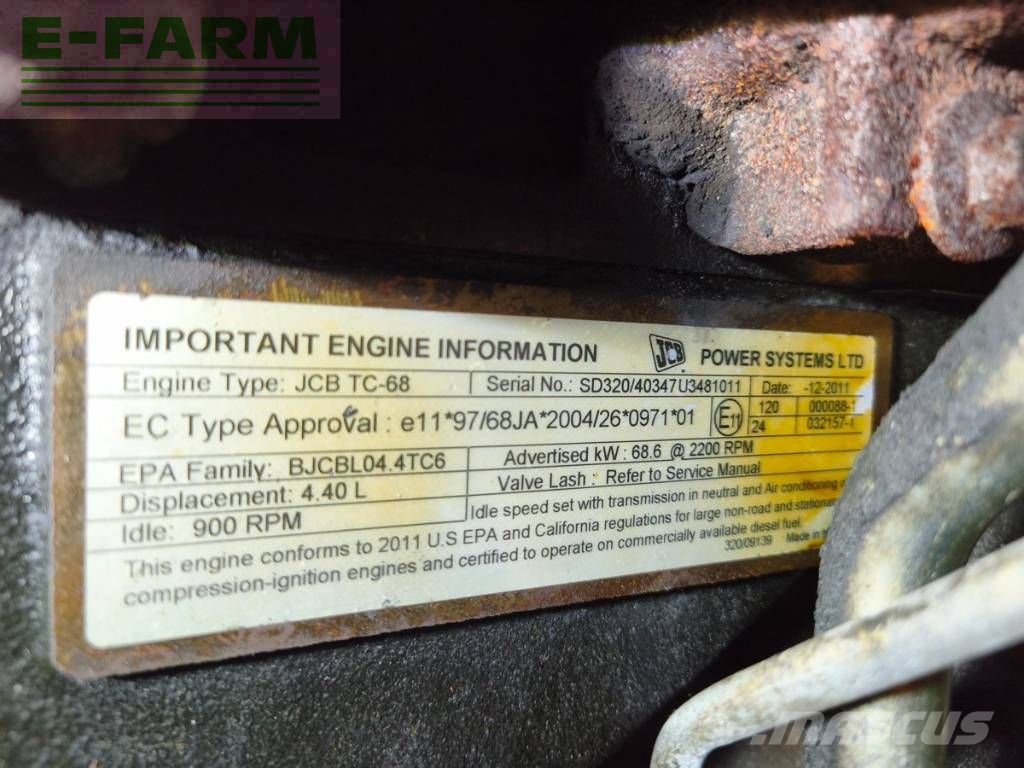 E-FARM
IMPORTANT ENGINE INFORMATION JCB POWER SYSTEMS LTD
Engine Type: JCB TC-68 Serial No.: SD320/40347U3481011 Date: -12-2011
EC Type Approval : e11*97/68JA*2004/26*0971*01 E11 120 000088-1
24 032157-1
EPA Family: BJCBL04.4TC6 Advertised kW : 68.6 @ 2200 RPM
Displacement: 4.40 L Valve Lash : Refer to Service Manual
Idle: 900 RPM Idle speed set with transmission in neutral and Air conditioning
This engine conforms to 2011 U.S EPA and California regulations for large non-road and stationary
compression-ignition engines and certified to operate on commercially available diesel fuel.
320/09139 Made in
MASCUS